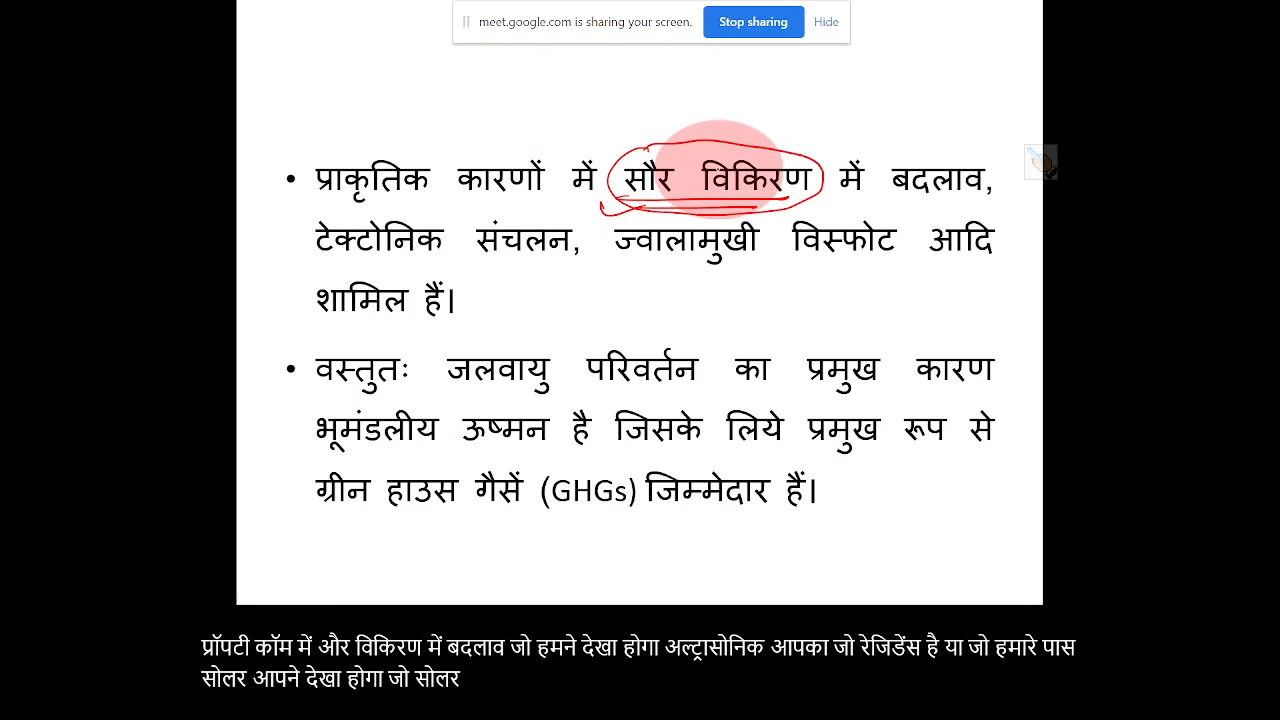 meet.google.com is sharing your screen. Stop sharing Hide
• प्राकृतिक कारणों में सौर विकिरण में बदलाव,
टेक्टोनिक संचलन, ज्वालामुखी विस्फोट आदि
शामिल हैं।
• वस्तुतः जलवायु परिवर्तन का प्रमुख कारण
भूमंडलीय ऊष्मन है जिसके लिये प्रमुख रूप से
ग्रीन हाउस गैसें (GHGs) जिम्मेदार हैं।
प्रॉपटी कॉम में और विकिरण में बदलाव जो हमने देखा होगा अल्ट्रासोनिक आपका जो रेजिडेंस है या जो हमारे पास
सोलर आपने देखा होगा जो सोलर